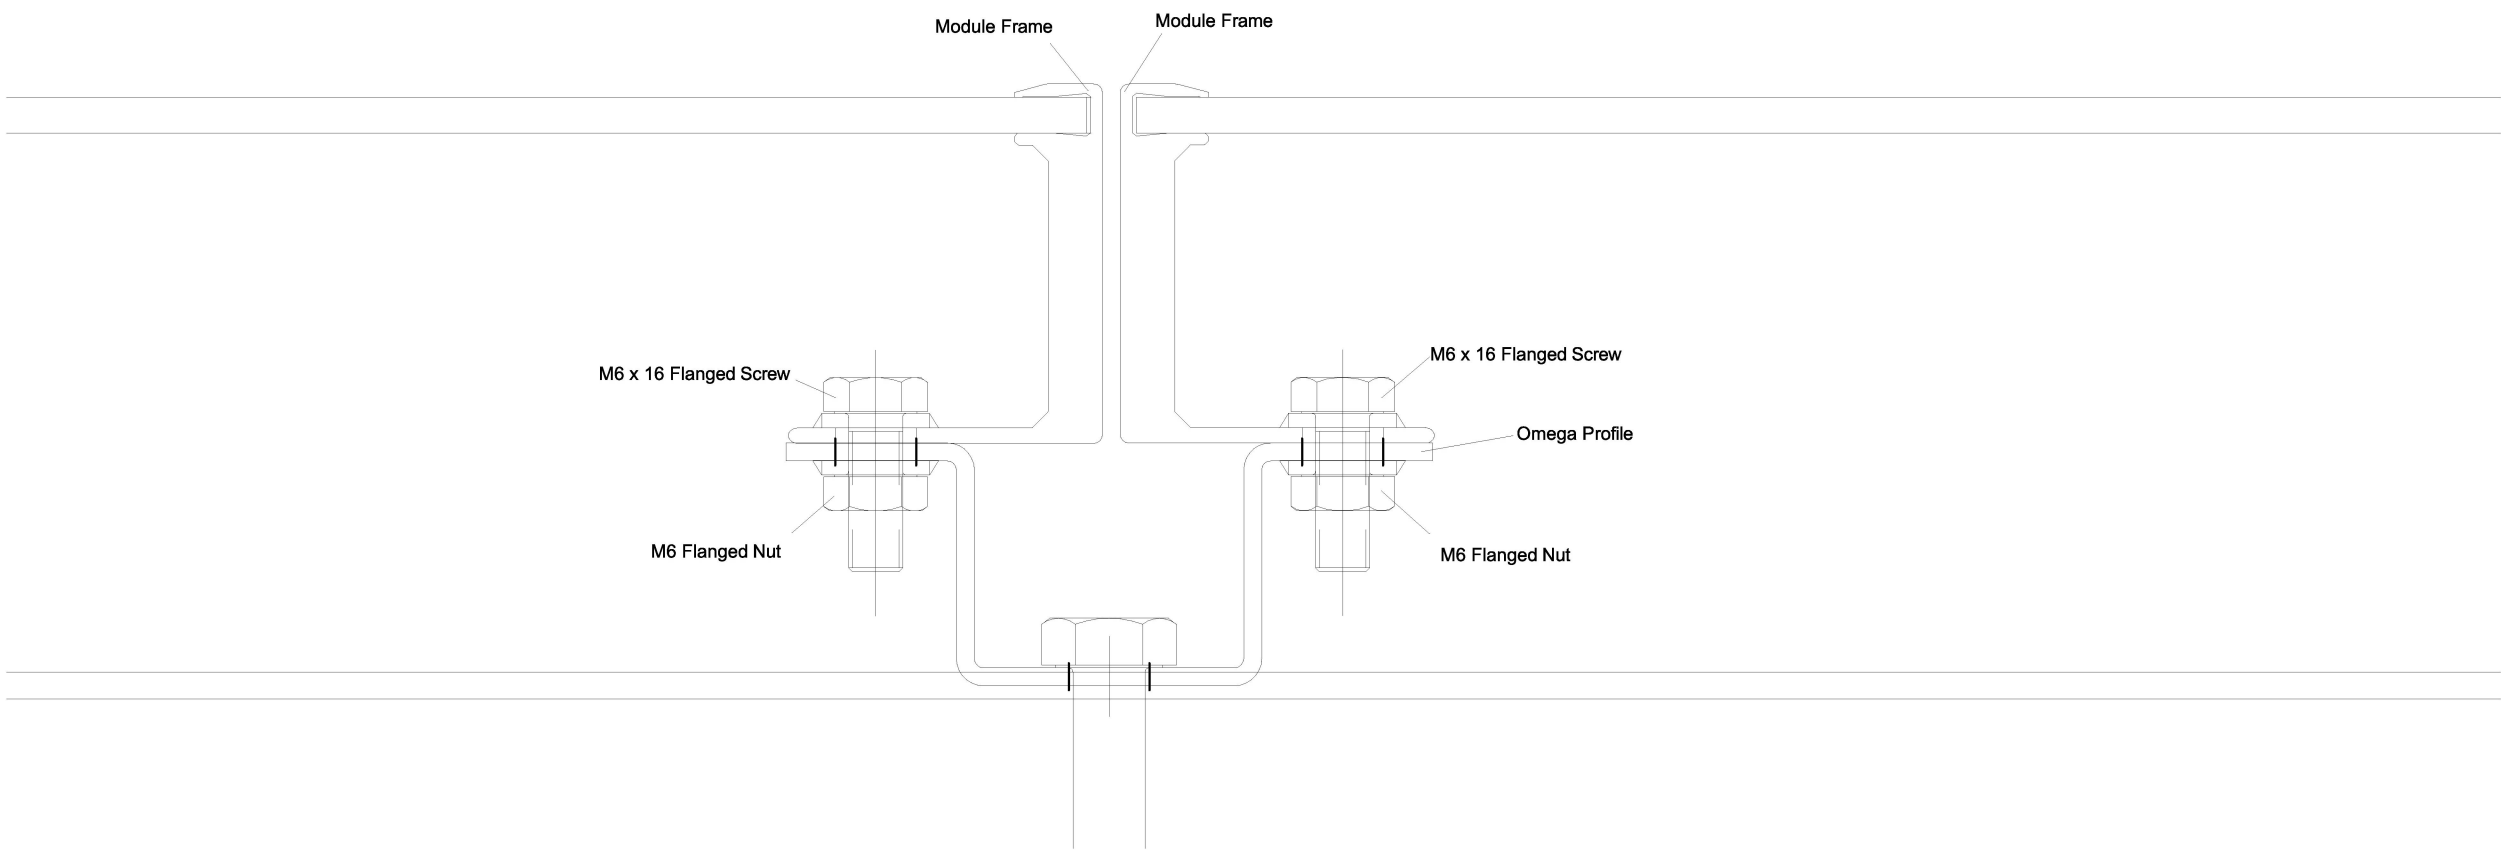 Module Frame
Module Frame
M6 x 16 Flanged Screw
M6 x 16 Flanged Screw
Omega Profile
M6 Flanged Nut
M6 Flanged Nut